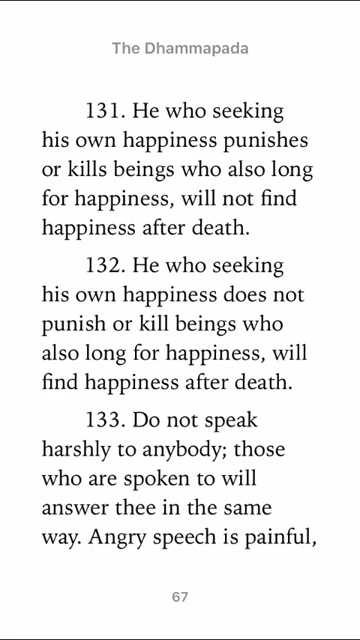 The Dhammapada
131. He who seeking
his own happiness punishes
or kills beings who also long
for happiness, will not find
happiness after death.
132. He who seeking
his own happiness does not
punish or kill beings who
also long for happiness, will
find happiness after death.
133. Do not speak
harshly to anybody; those
who are spoken to will
answer thee in the same
way. Angry speech is painful,
67